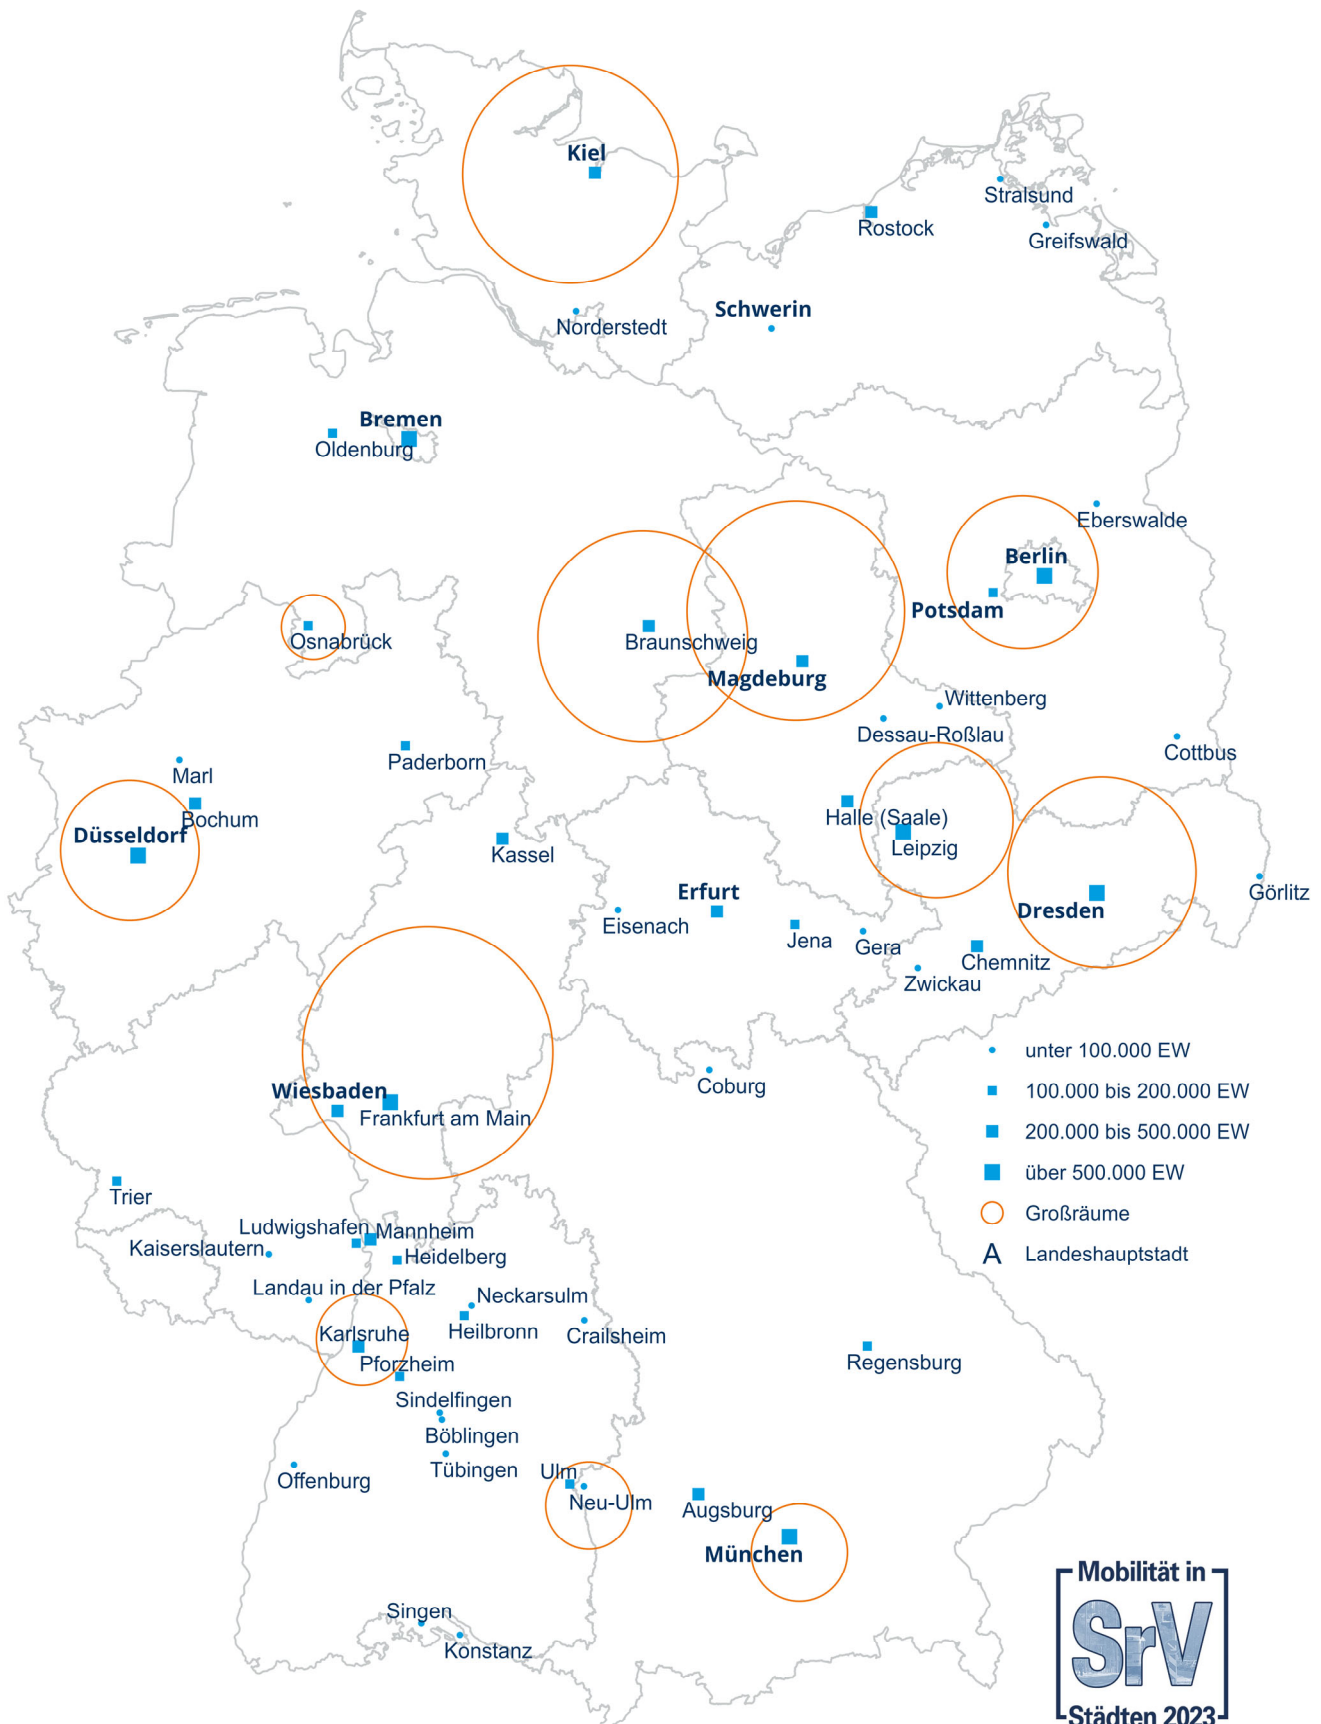 Kiel
Stralsund
Rostock
Greifswald
Schwerin
Norderstedt
Bremen
Oldenburg
Eberswalde
Berlin
Potsdam
Osnabrück
Braunschweig
Magdeburg
Wittenberg
Dessau-Roßlau
Cottbus
Paderborn
Marl
Bochum
Düsseldorf
Halle (Saale)
Leipzig
Kassel
Erfurt
Görlitz
Dresden
Eisenach
Jena
Gera
Chemnitz
Zwickau
Coburg
Wiesbaden
Frankfurt am Main
unter 100.000 EW
100.000 bis 200.000 EW
200.000 bis 500.000 EW
über 500.000 EW
Großräume
A Landeshauptstadt
Trier
Ludwigshafen
Mannheim
Kaiserslautern
Heidelberg
Landau in der Pfalz
Neckarsulm
Karlsruhe
Heilbronn
Crailsheim
Pforzheim
Regensburg
Sindelfingen
Böblingen
Tübingen
Offenburg
Ulm
Neu-Ulm
Augsburg
München
Singen
Konstanz
Mobilität in
SrV
Städten 2023